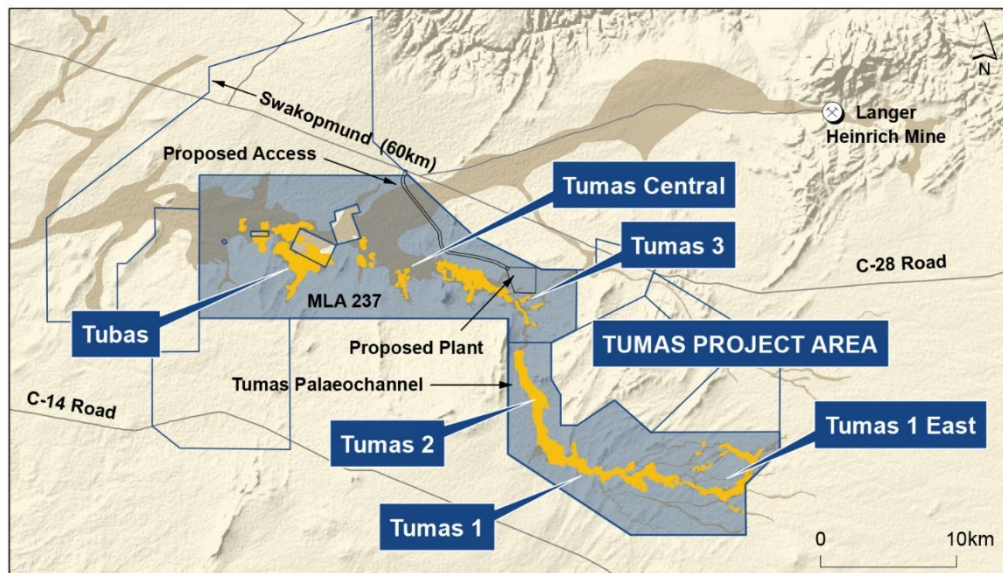 N
Swakopmund (60km)
Langer
Heinrich Mine
Proposed Access
Tumas Central
Tumas 3
C-28 Road
MLA 237
Tubas
Proposed Plant
TUMAS PROJECT AREA
Tumas Palaeochannel
C-14 Road
Tumas 2
Tumas 1 East
Tumas 1
0 10km